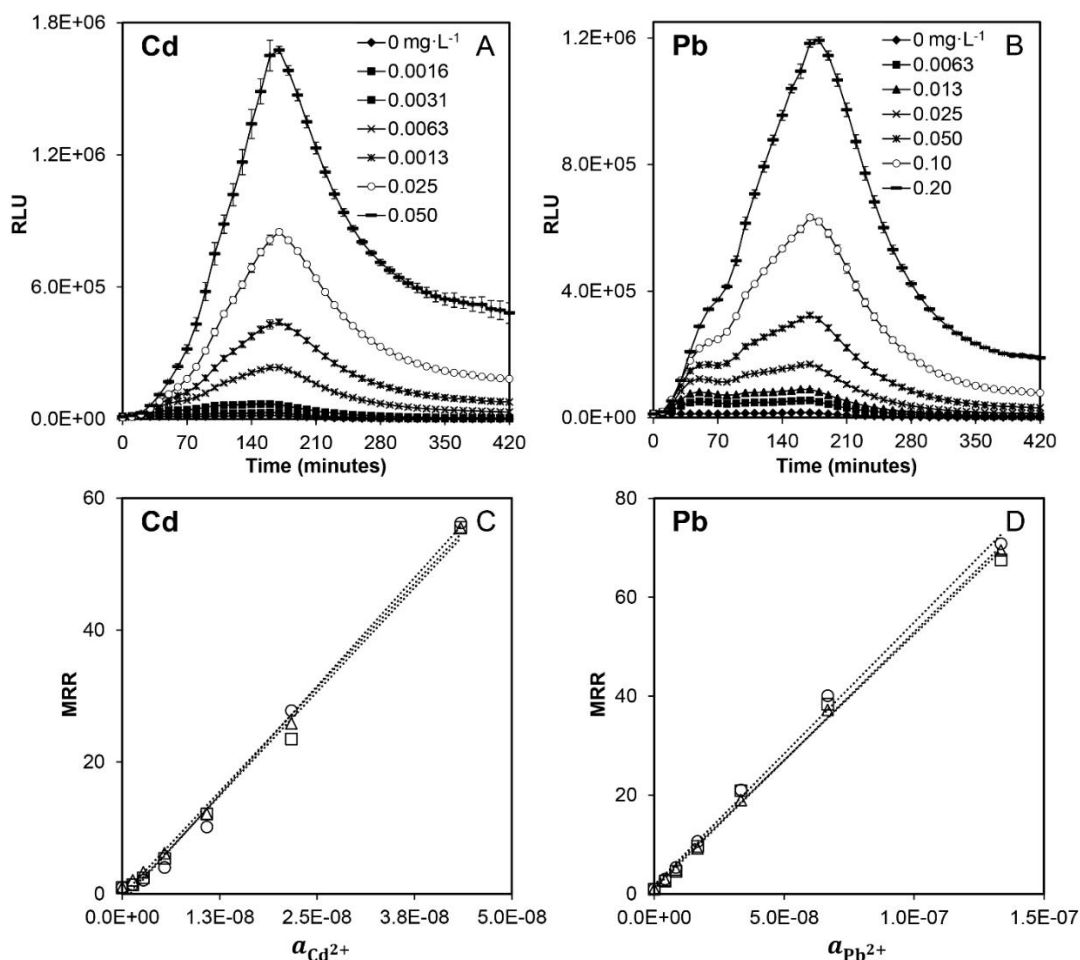 Cd
A
1.8E+06
1.2E+06
6.0E+05
0.0E+00
RLU
0 mg·L⁻¹
0.0016
0.0031
0.0063
0.0013
0.025
0.050
0 70 140 210 280 350 420
Time (minutes)
Pb
B
1.2E+06
8.0E+05
4.0E+05
0.0E+00
RLU
0 mg·L⁻¹
0.0063
0.013
0.025
0.050
0.10
0.20
0 70 140 210 280 350 420
Time (minutes)
Cd
C
60
40
20
0
MRR
0.0E+00 1.3E-08 2.5E-08 3.8E-08 5.0E-08
a_Cd²⁺
Pb
D
80
60
40
20
0
MRR
0.0E+00 5.0E-08 1.0E-07 1.5E-07
a_Pb²⁺